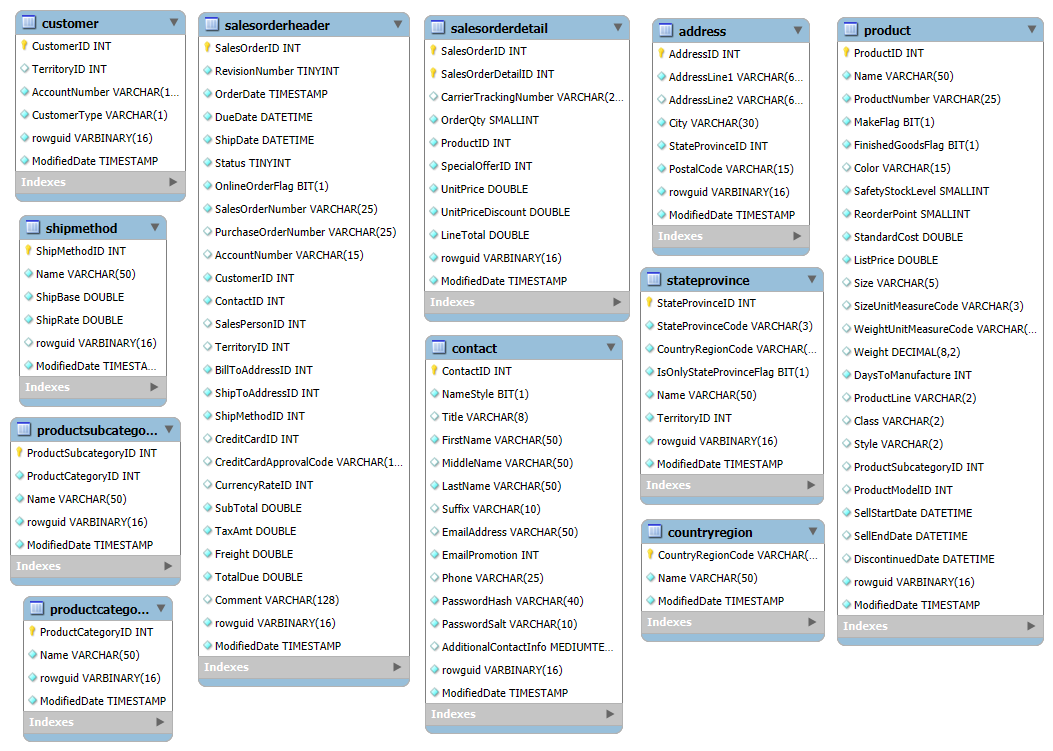 customer
CustomerID INT
TerritoryID INT
AccountNumber VARCHAR(1...
CustomerType VARCHAR(1)
rowguid VARBINARY(16)
ModifiedDate TIMESTAMP
Indexes
shipmethod
ShipMethodID INT
Name VARCHAR(50)
ShipBase DOUBLE
ShipRate DOUBLE
rowguid VARBINARY(16)
ModifiedDate TIMESTA...
Indexes
productsubcatego...
ProductSubcategoryID INT
ProductCategoryID INT
Name VARCHAR(50)
rowguid VARBINARY(16)
ModifiedDate TIMESTAMP
Indexes
productcatego...
ProductCategoryID INT
Name VARCHAR(50)
rowguid VARBINARY(16)
ModifiedDate TIMESTAMP
Indexes
salesorderheader
SalesOrderID INT
RevisionNumber TINYINT
OrderDate TIMESTAMP
DueDate DATETIME
ShipDate DATETIME
Status TINYINT
OnlineOrderFlag BIT(1)
SalesOrderNumber VARCHAR(25)
PurchaseOrderNumber VARCHAR(25)
AccountNumber VARCHAR(15)
CustomerID INT
ContactID INT
SalesPersonID INT
TerritoryID INT
BillToAddressID INT
ShipToAddressID INT
ShipMethodID INT
CreditCardID INT
CreditCardApprovalCode VARCHAR(1...
CurrencyRateID INT
SubTotal DOUBLE
TaxAmt DOUBLE
Freight DOUBLE
TotalDue DOUBLE
Comment VARCHAR(128)
rowguid VARBINARY(16)
ModifiedDate TIMESTAMP
Indexes
salesorderdetail
SalesOrderID INT
SalesOrderDetailID INT
CarrierTrackingNumber VARCHAR(2...
OrderQty SMALLINT
ProductID INT
SpecialOfferID INT
UnitPrice DOUBLE
UnitPriceDiscount DOUBLE
LineTotal DOUBLE
rowguid VARBINARY(16)
ModifiedDate TIMESTAMP
Indexes
contact
ContactID INT
NameStyle BIT(1)
Title VARCHAR(8)
FirstName VARCHAR(50)
MiddleName VARCHAR(50)
LastName VARCHAR(50)
Suffix VARCHAR(10)
EmailAddress VARCHAR(50)
EmailPromotion INT
Phone VARCHAR(25)
PasswordHash VARCHAR(40)
PasswordSalt VARCHAR(10)
AdditionalContactInfo MEDIUMTE...
rowguid VARBINARY(16)
ModifiedDate TIMESTAMP
Indexes
address
AddressID INT
AddressLine1 VARCHAR(6...
AddressLine2 VARCHAR(6...
City VARCHAR(30)
StateProvinceID INT
PostalCode VARCHAR(15)
rowguid VARBINARY(16)
ModifiedDate TIMESTAMP
Indexes
stateprovince
StateProvinceID INT
StateProvinceCode VARCHAR(3)
CountryRegionCode VARCHAR(...
IsOnlyStateProvinceFlag BIT(1)
Name VARCHAR(50)
TerritoryID INT
rowguid VARBINARY(16)
ModifiedDate TIMESTAMP
Indexes
countryregion
CountryRegionCode VARCHAR(...
Name VARCHAR(50)
ModifiedDate TIMESTAMP
Indexes
product
ProductID INT
Name VARCHAR(50)
ProductNumber VARCHAR(25)
MakeFlag BIT(1)
FinishedGoodsFlag BIT(1)
Color VARCHAR(15)
SafetyStockLevel SMALLINT
ReorderPoint SMALLINT
StandardCost DOUBLE
ListPrice DOUBLE
Size VARCHAR(5)
SizeUnitMeasureCode VARCHAR(3)
WeightUnitMeasureCode VARCHAR(...
Weight DECIMAL(8,2)
DaysToManufacture INT
ProductLine VARCHAR(2)
Class VARCHAR(2)
Style VARCHAR(2)
ProductSubcategoryID INT
ProductModelID INT
SellStartDate DATETIME
SellEndDate DATETIME
DiscontinuedDate DATETIME
rowguid VARBINARY(16)
ModifiedDate TIMESTAMP
Indexes